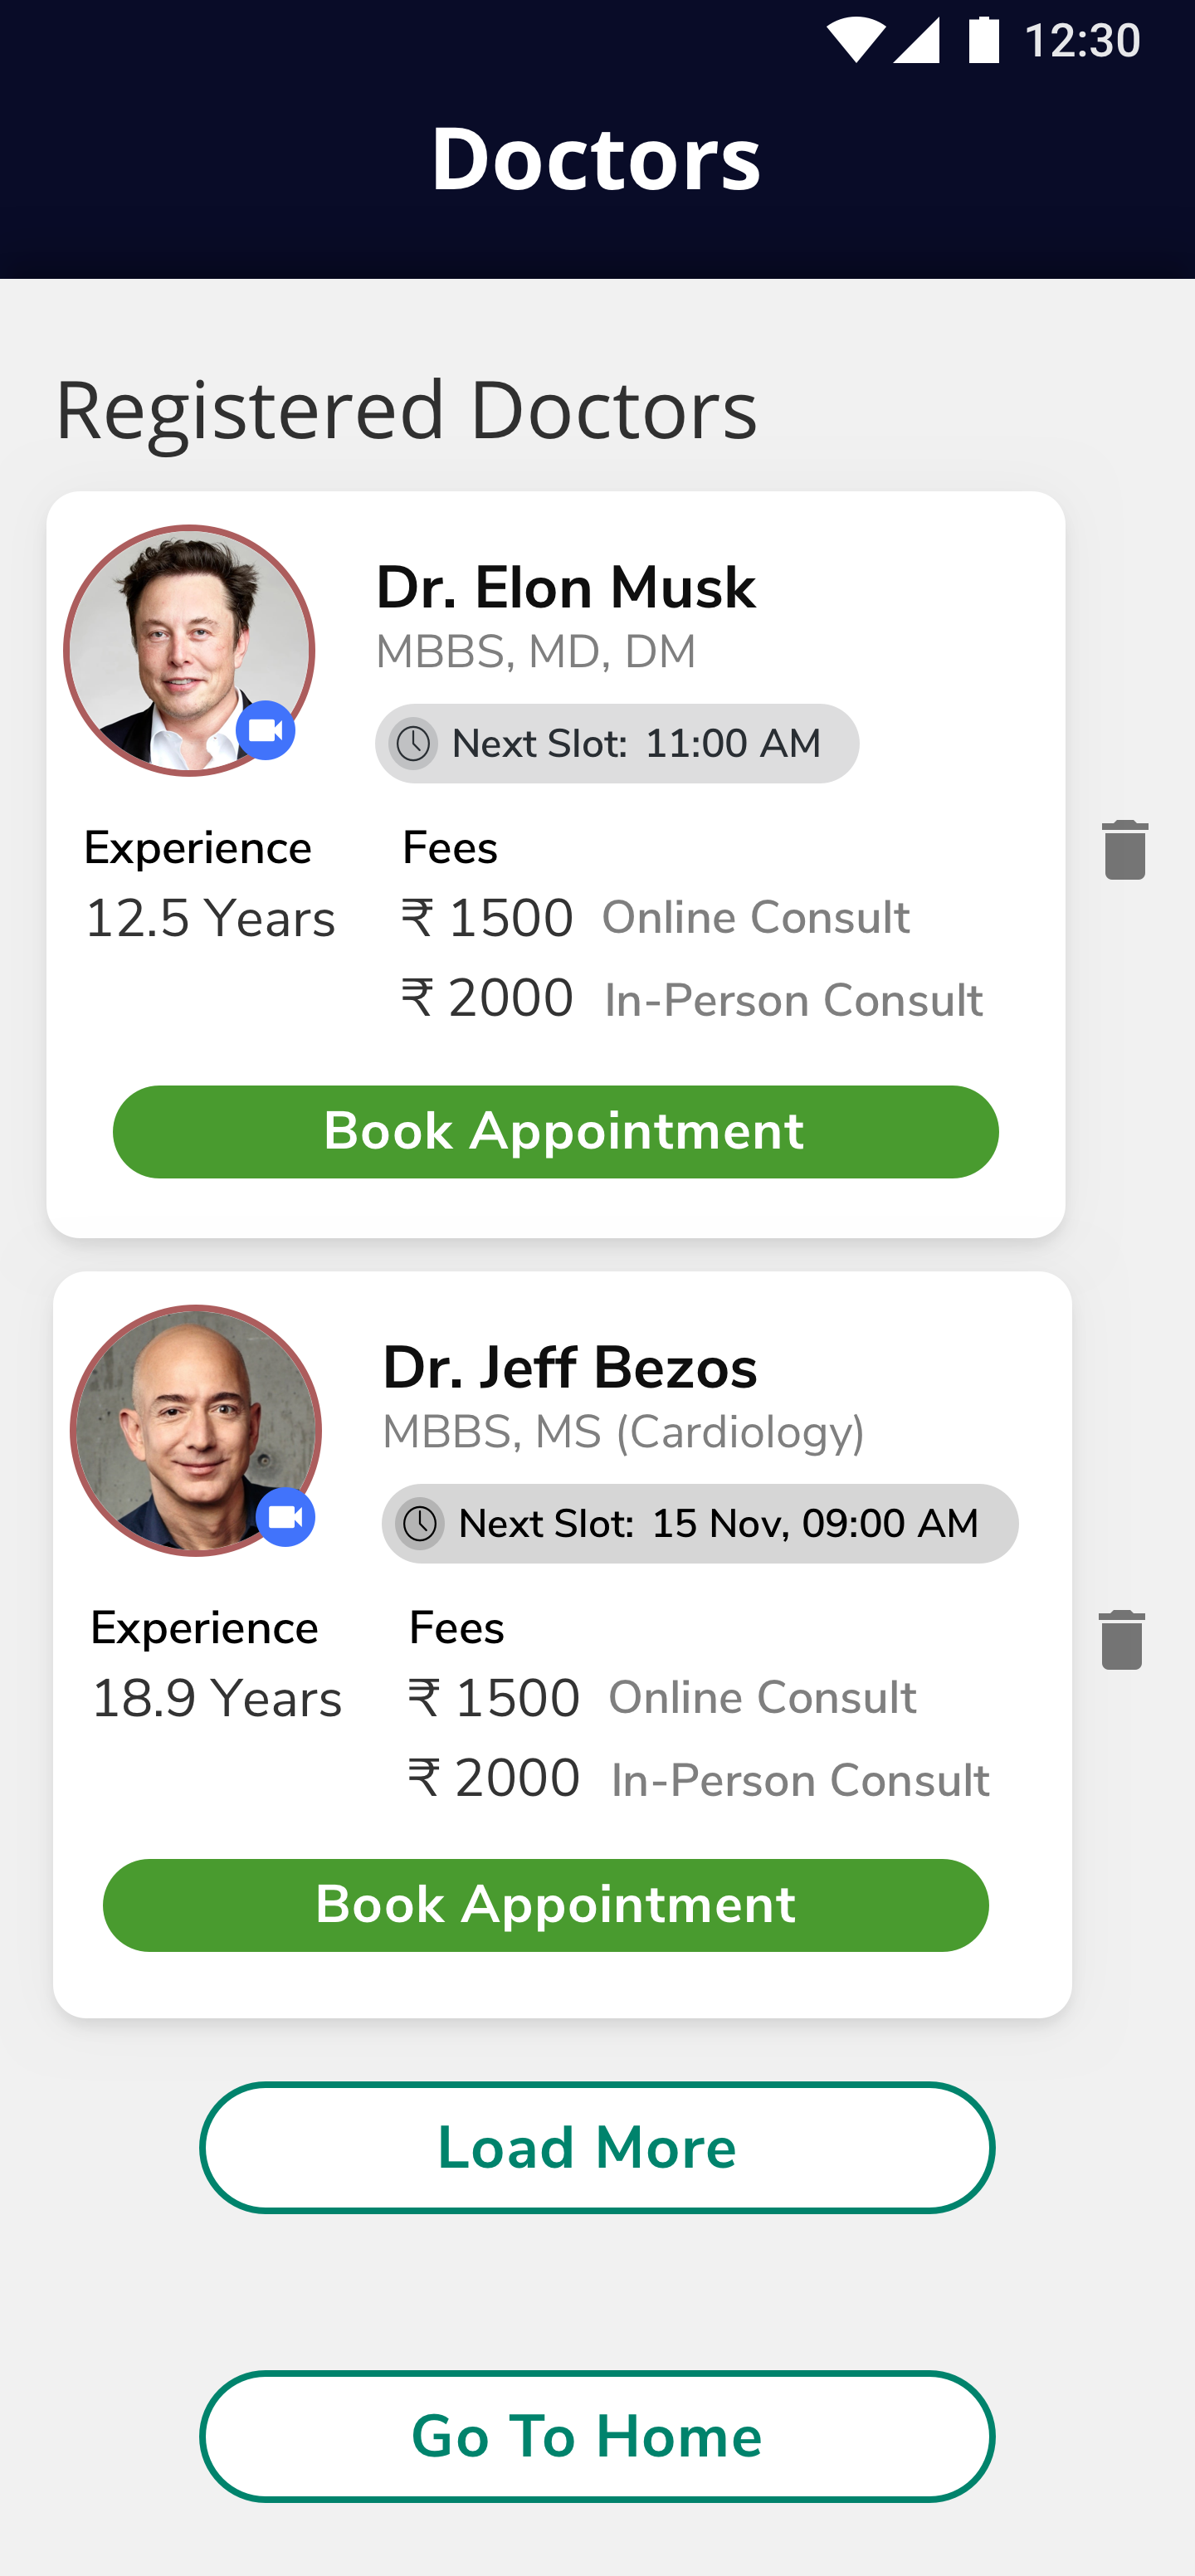 12:30
Doctors
Registered Doctors
Dr. Elon Musk
MBBS, MD, DM
Next Slot: 11:00 AM
Experience Fees
12.5 Years ₹ 1500 Online Consult
₹ 2000 In-Person Consult
Book Appointment
Dr. Jeff Bezos
MBBS, MS (Cardiology)
Next Slot: 15 Nov, 09:00 AM
Experience Fees
18.9 Years ₹ 1500 Online Consult
₹ 2000 In-Person Consult
Book Appointment
Load More
Go To Home